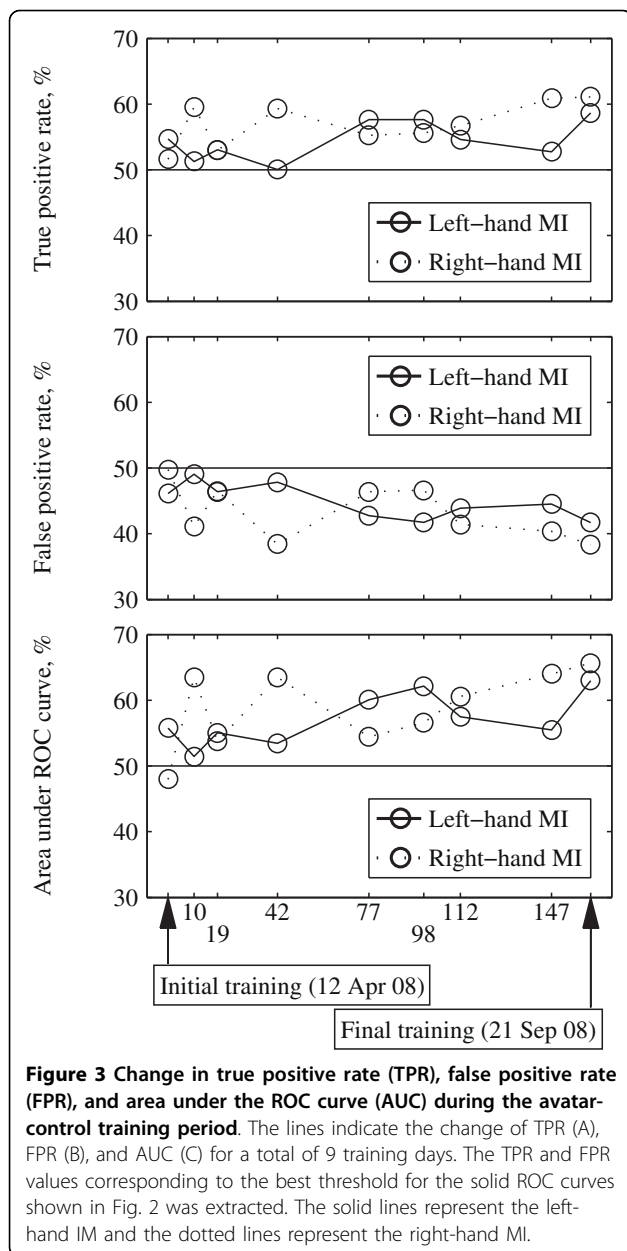 70
60
50
40
30
True positive rate, %
Left-hand MI
Right-hand MI
70
60
50
40
30
False positive rate, %
Left-hand MI
Right-hand MI
70
60
50
40
30
Area under ROC curve, %
Left-hand MI
Right-hand MI
10 42 77 112 147
19 98
Initial training (12 Apr 08)
Final training (21 Sep 08)
Figure 3 Change in true positive rate (TPR), false positive rate
(FPR), and area under the ROC curve (AUC) during the avatar-
control training period. The lines indicate the change of TPR (A),
FPR (B), and AUC (C) for a total of 9 training days. The TPR and FPR
values corresponding to the best threshold for the solid ROC curves
shown in Fig. 2 was extracted. The solid lines represent the left-
hand IM and the dotted lines represent the right-hand MI.